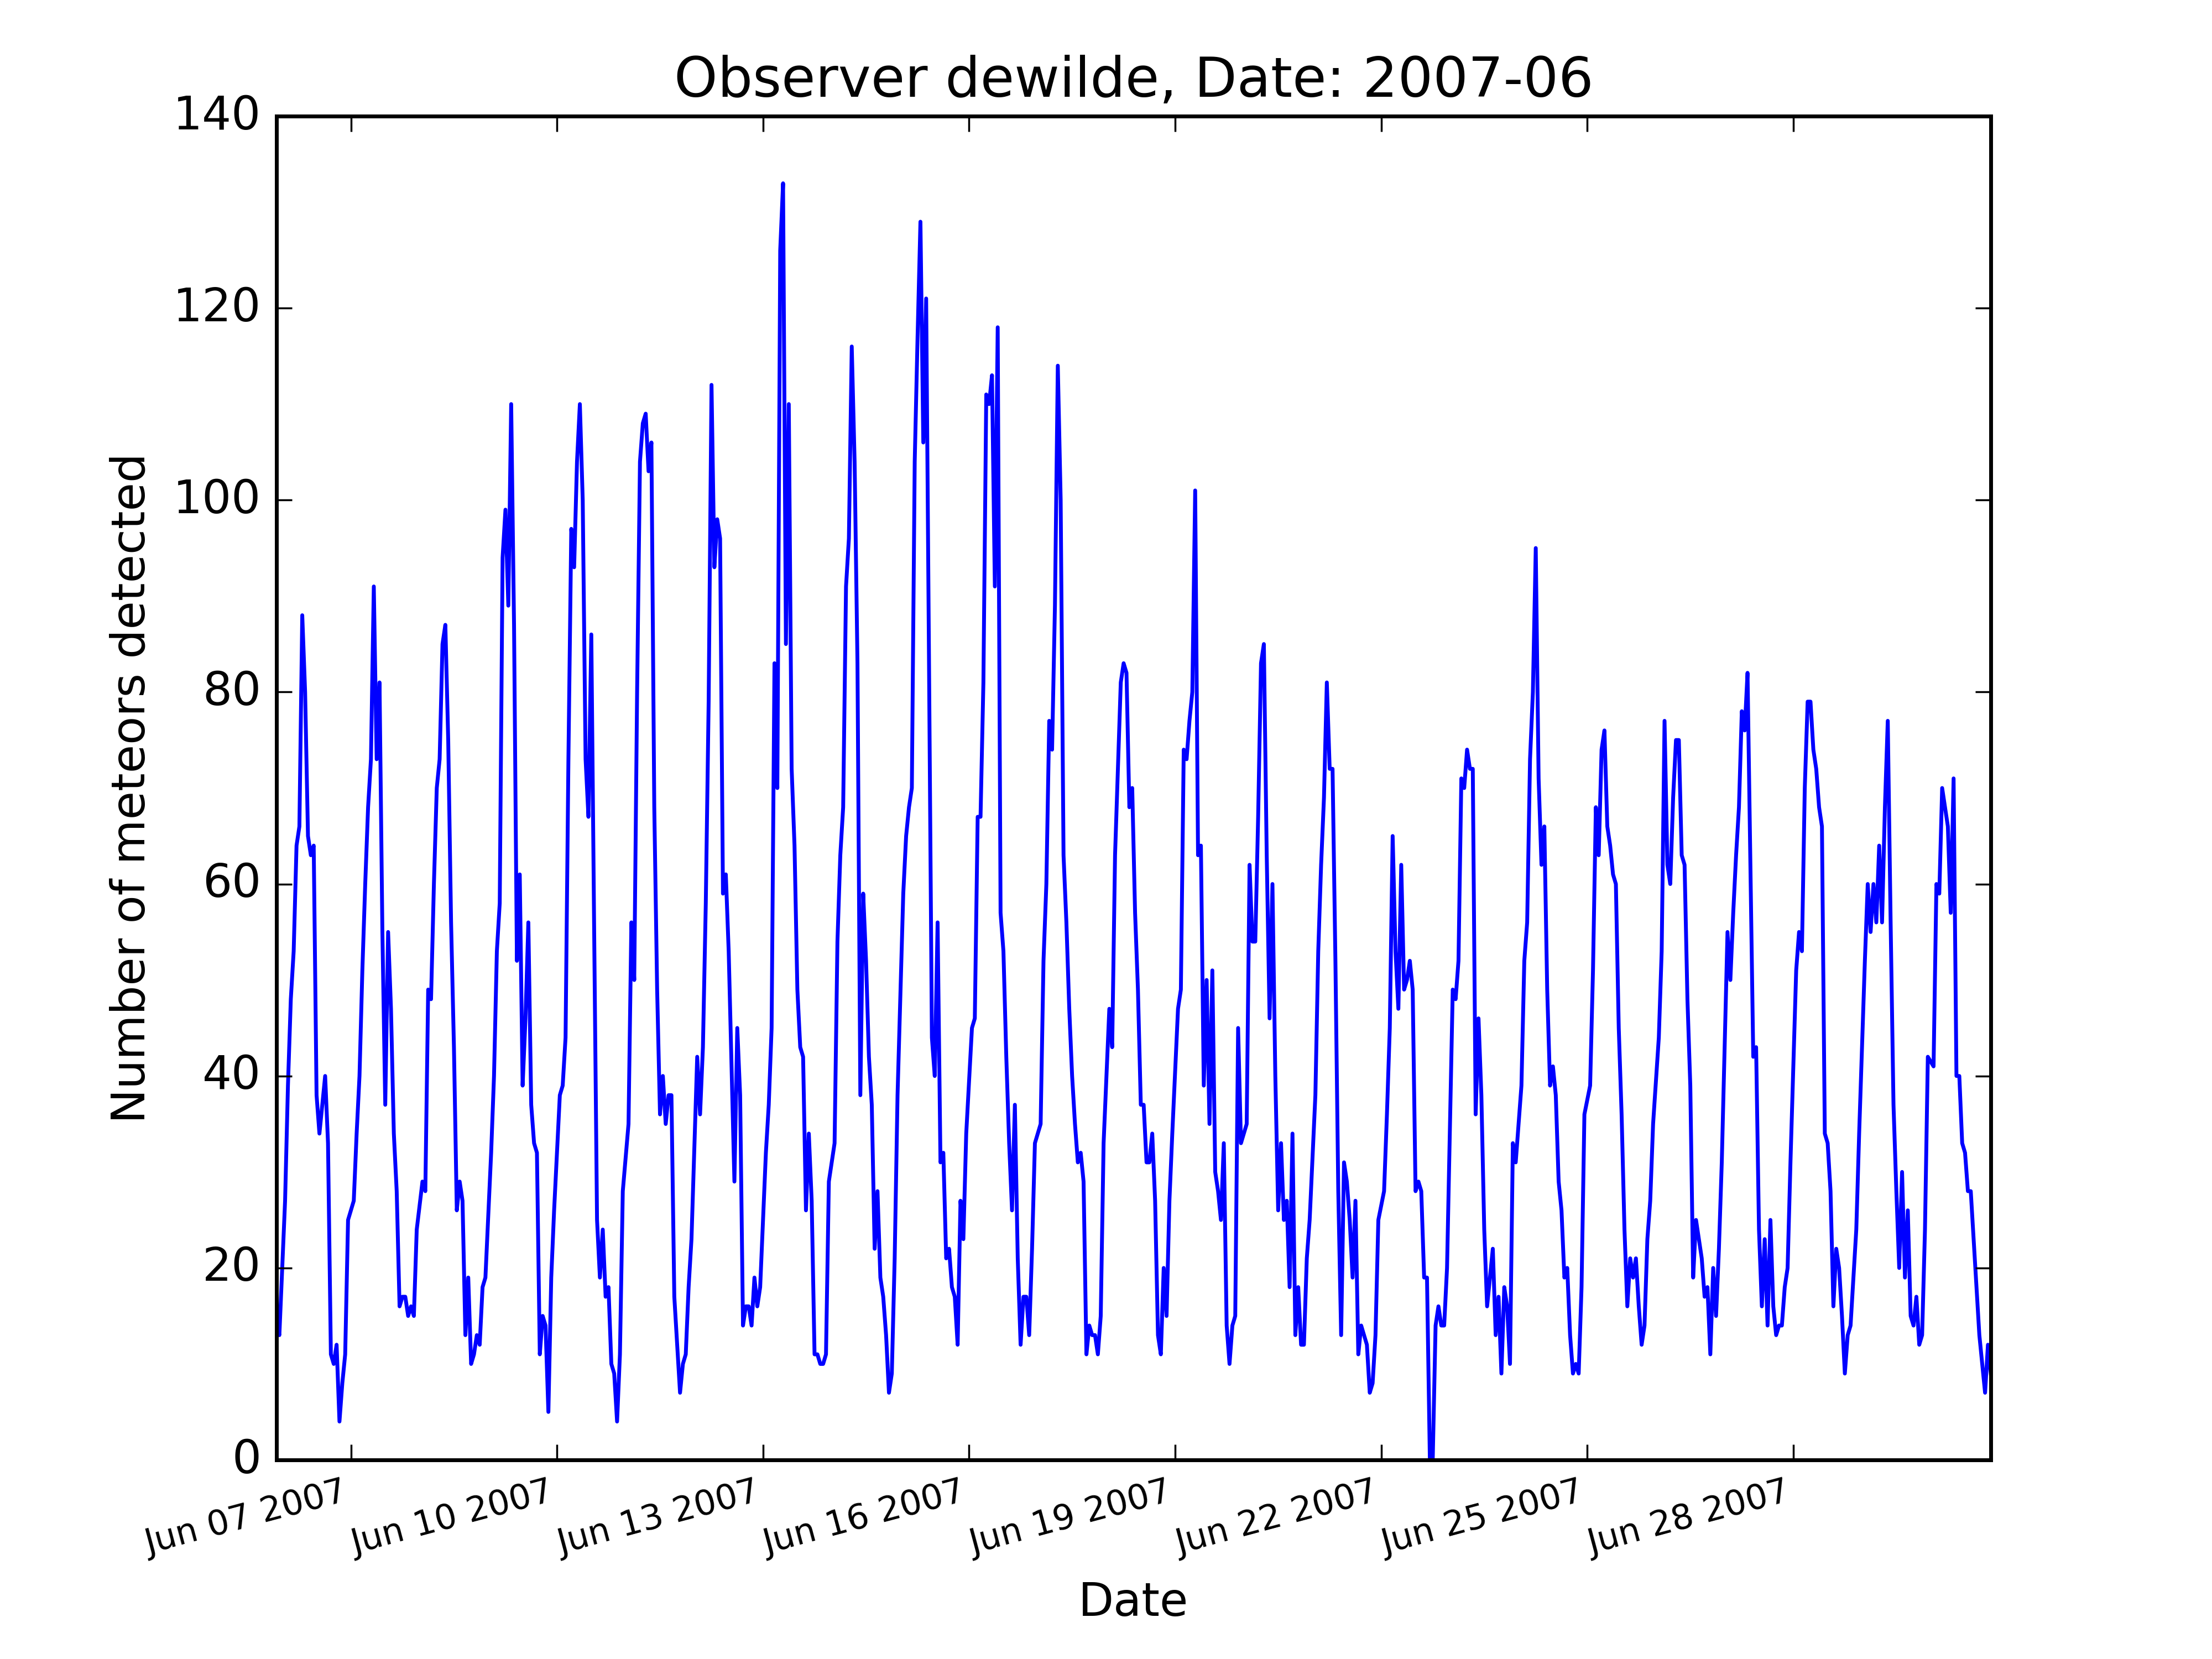 Observer dewilde, Date: 2007-06
140
120
100
80
60
40
20
0
Number of meteors detected
Jun 07 2007
Jun 10 2007
Jun 13 2007
Jun 16 2007
Jun 19 2007
Jun 22 2007
Jun 25 2007
Jun 28 2007
Date